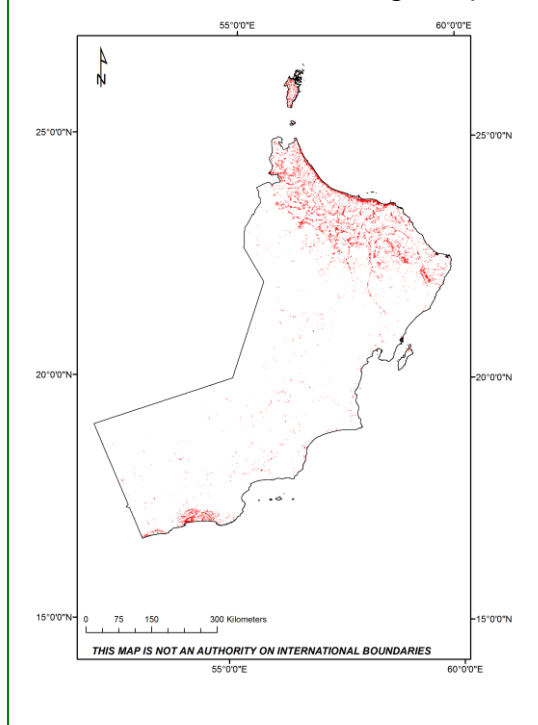 55°0'0"E 60°0'0"E
N
25°0'0"N 25°0'0"N
20°0'0"N 20°0'0"N
15°0'0"N 15°0'0"N
0 75 150 300 Kilometers
THIS MAP IS NOT AN AUTHORITY ON INTERNATIONAL BOUNDARIES
55°0'0"E 60°0'0"E